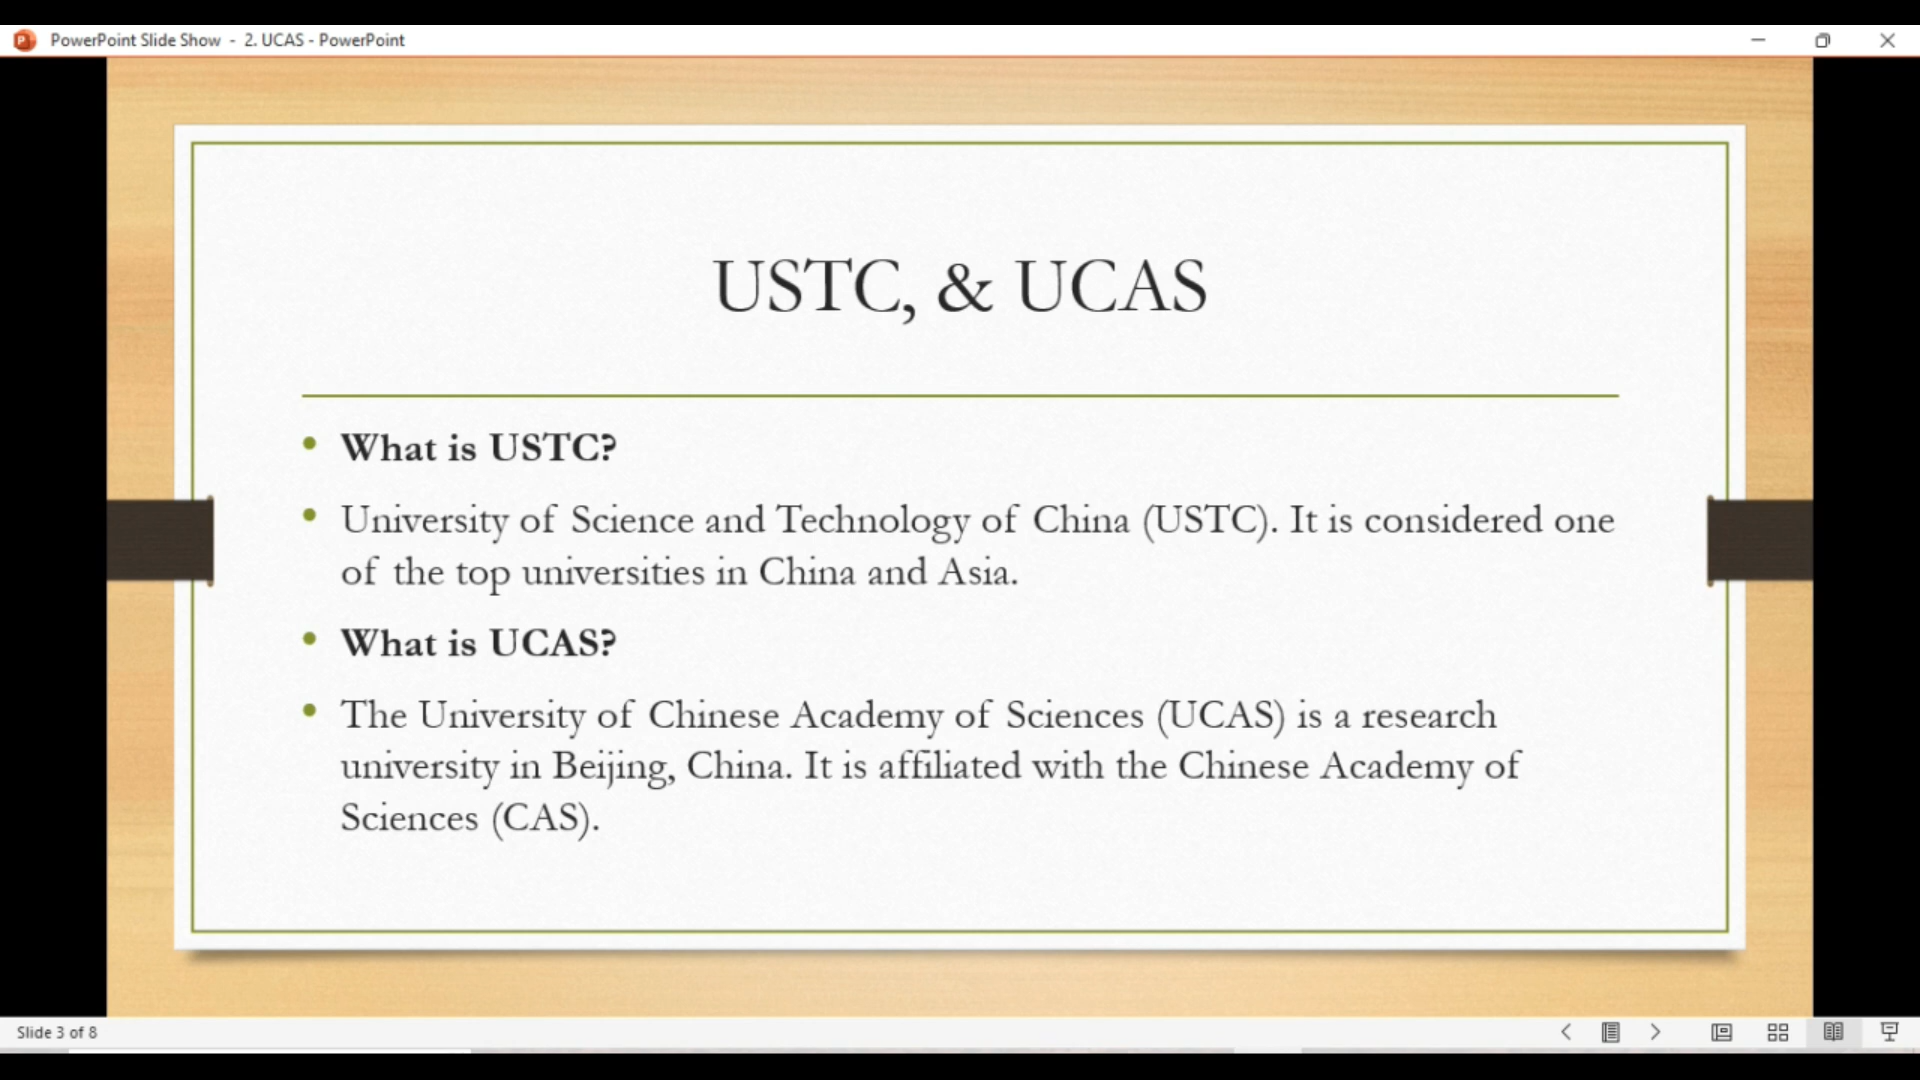 PowerPoint Slide Show - 2. UCAS - PowerPoint
USTC, & UCAS
What is USTC?
University of Science and Technology of China (USTC). It is considered one
of the top universities in China and Asia.
What is UCAS?
The University of Chinese Academy of Sciences (UCAS) is a research
university in Beijing, China. It is affiliated with the Chinese Academy of
Sciences (CAS).
Slide 3 of 8